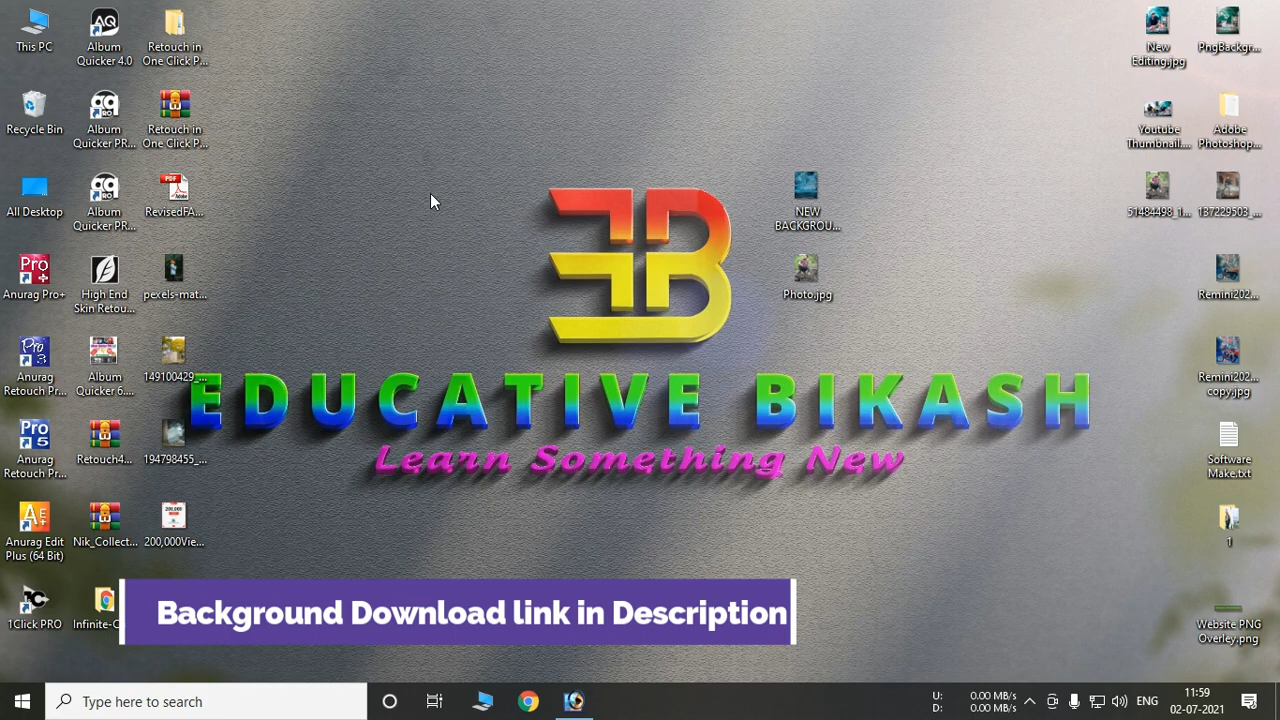 This PC
Album
Quicker 4.0
Retouch in
One Click P...
New
Editing.jpg
PngBackgr...
Recycle Bin
Album
Quicker PR...
Retouch in
One Click P...
Youtube
Thumbnail....
Adobe
Photoshop...
All Desktop
Album
Quicker PR...
RevisedFA...
NEW
BACKGROU...
51484498_1...
137229503_...
Anurag Pro+
High End
Skin Retou...
pexels-mat...
Photo.jpg
Remini202...
Anurag
Retouch Pr...
Album
Quicker 6....
149100429_...
Remini202...
copy.jpg
EDUCATIVE BIKASH
Learn Something New
Anurag
Retouch Pr...
Retouch4...
194798455_...
Software
Make.txt
Anurag Edit
Plus (64 Bit)
Nik_Collect...
200,000Vie...
1
1Click PRO
Infinite-C
Background Download link in Description
Website PNG
Overley.png
Type here to search
U: 0.00 MB/s
D: 0.00 MB/s
ENG
11:59
02-07-2021